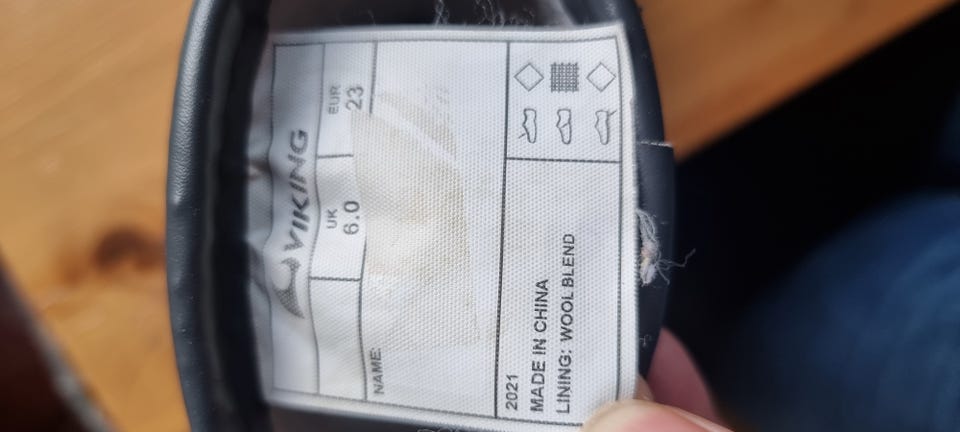 VIKING
UK EUR
6.0 23
NAME:
2021
MADE IN CHINA
LINING: WOOL BLEND